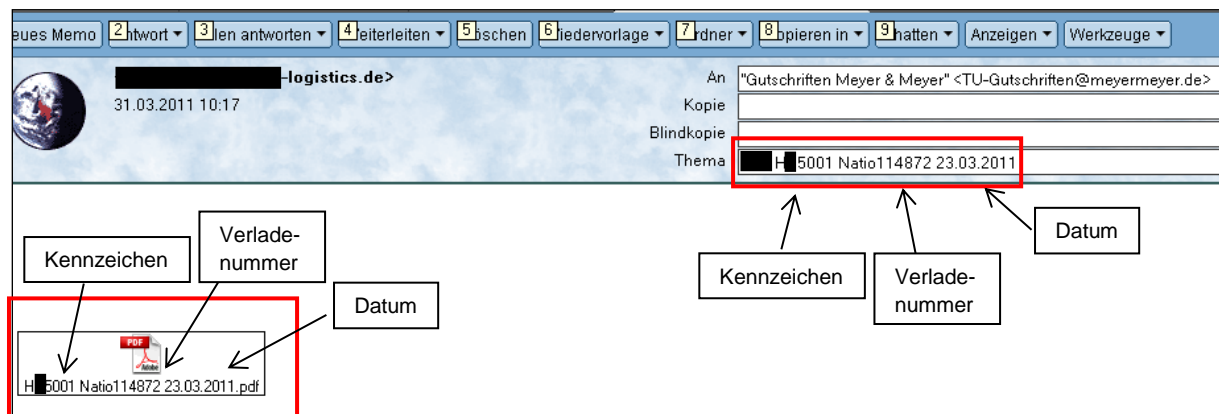 eues Memo 2 ntwort 3 len antworten 4 eiterleiten 5 öschen 6 iedervorlage 7 rdner 8 opieren in 9 hatten Anzeigen Werkzeuge
-logistics.de>
31.03.2011 10:17
An "Gutschriften Meyer & Meyer" <TU-Gutschriften@meyermeyer.de>
Kopie
Blindkopie
Thema H 5001 Natio114872 23.03.2011
Kennzeichen
Verlade-
nummer
Datum
Kennzeichen
Verlade-
nummer
Datum
PDF
Adobe
H 5001 Natio114872 23.03.2011.pdf